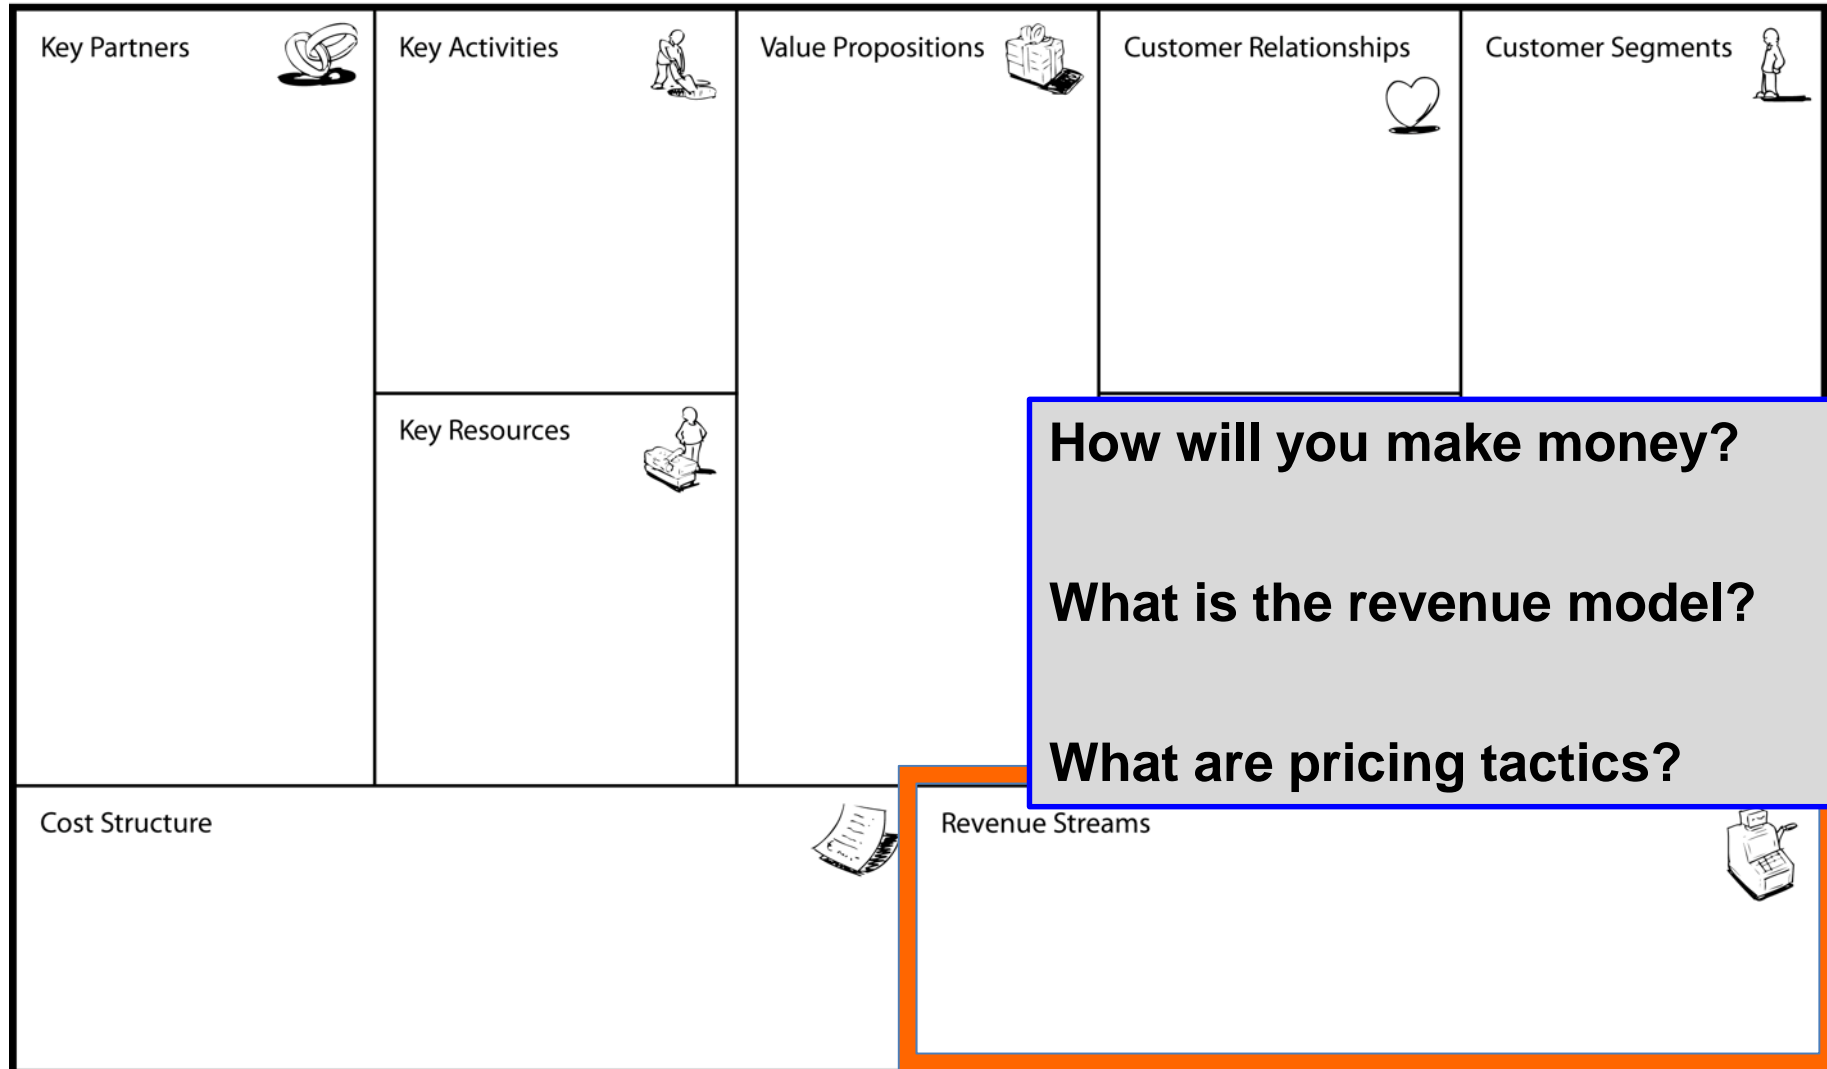 Key Partners
Key Activities
Value Propositions
Customer Relationships
Customer Segments
Key Resources
How will you make money?
What is the revenue model?
What are pricing tactics?
Cost Structure
Revenue Streams